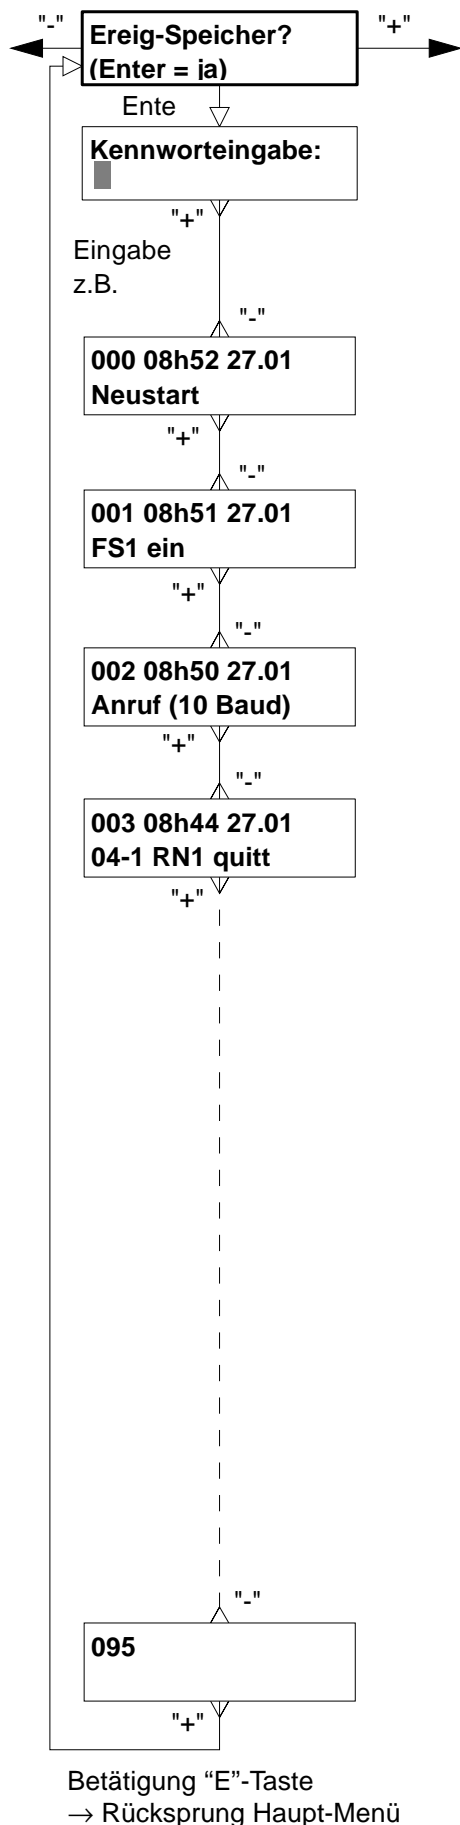 "-" Ereig-Speicher? "+"
(Enter = ja)
Ente
Kennworteingabe:
"+"
Eingabe
z.B.
"-"
000 08h52 27.01
Neustart
"+"
"-"
001 08h51 27.01
FS1 ein
"+"
"-"
002 08h50 27.01
Anruf (10 Baud)
"+"
"-"
003 08h44 27.01
04-1 RN1 quitt
"+"
"-"
095
"+"
Betätigung “E”-Taste
→ Rücksprung Haupt-Menü